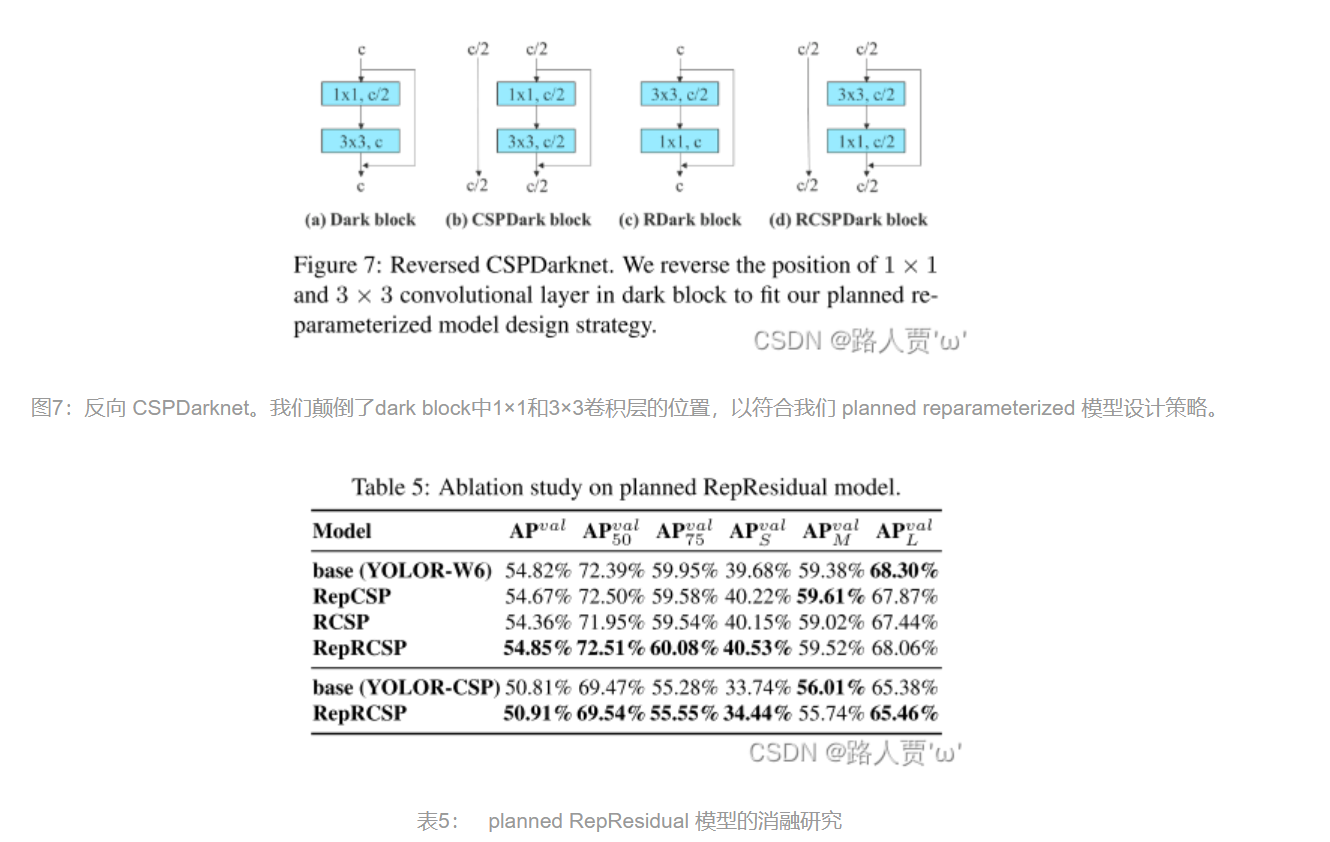 c c/2 c/2 c c/2 c/2
1x1, c/2 1x1, c/2 3x3, c/2 3x3, c/2
3x3, c 3x3, c/2 1x1, c 1x1, c/2
c c/2 c/2 c c/2 c/2
(a) Dark block (b) CSPDark block (c) RDark block (d) RCSPDark block
Figure 7: Reversed CSPDarknet. We reverse the position of 1 × 1
and 3 × 3 convolutional layer in dark block to fit our planned re-
parameterized model design strategy.
CSDN @路人贾'ω'
图7：反向 CSPDarknet。我们颠倒了dark block中1×1和3×3卷积层的位置，以符合我们 planned reparameterized 模型设计策略。
Table 5: Ablation study on planned RepResidual model.
Model AP^val AP_50^val AP_75^val AP_S^val AP_M^val AP_L^val
base (YOLOR-W6) 54.82% 72.39% 59.95% 39.68% 59.38% 68.30%
RepCSP 54.67% 72.50% 59.58% 40.22% 59.61% 67.87%
RCSP 54.36% 71.95% 59.54% 40.15% 59.02% 67.44%
RepRCSP 54.85% 72.51% 60.08% 40.53% 59.52% 68.06%
base (YOLOR-CSP) 50.81% 69.47% 55.28% 33.74% 56.01% 65.38%
RepRCSP 50.91% 69.54% 55.55% 34.44% 55.74% 65.46%
CSDN @路人贾'ω'
表5： planned RepResidual 模型的消融研究